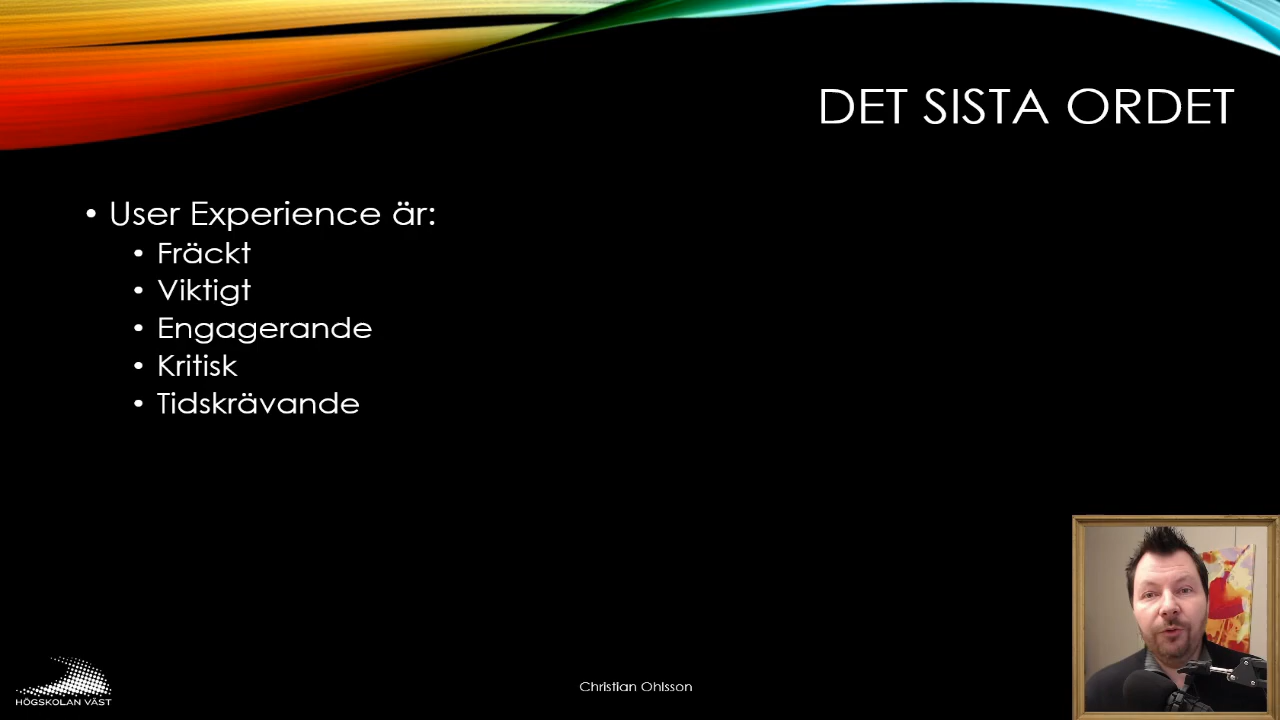 DET SISTA ORDET
• User Experience är:
• Fräckt
• Viktigt
• Engagerande
• Kritisk
• Tidskrävande
HÖGSKOLAN VÄST
Christian Ohlsson